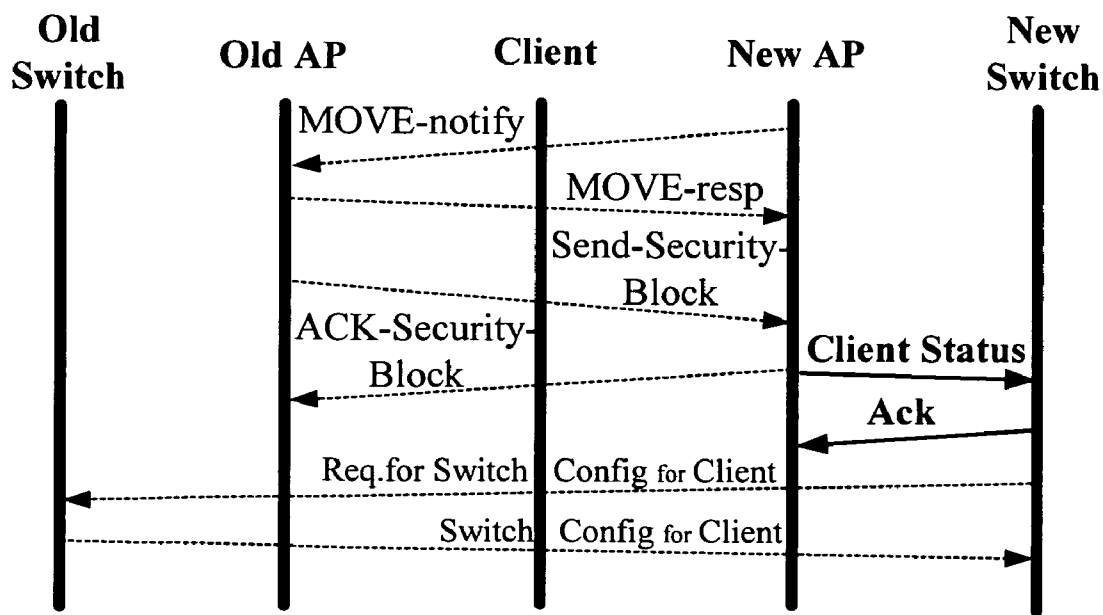 Old
Switch
Old AP
Client
New AP
New
Switch
MOVE-notify
MOVE-resp
Send-Security-
Block
ACK-Security-
Block
Client Status
Ack
Req.for Switch Config for Client
Switch Config for Client